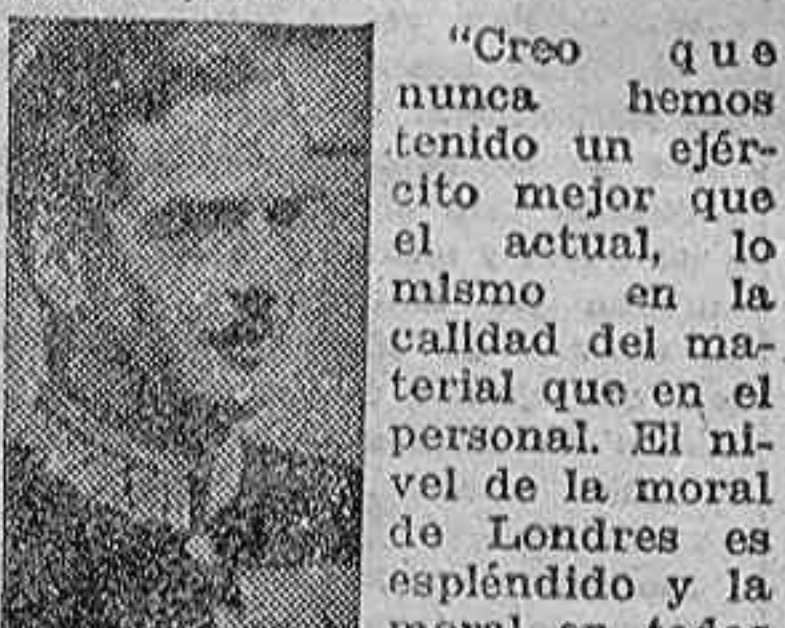 “Creo que
nunca hemos
tenido un ejér-
cito mejor que
el actual, lo
mismo en la
calidad del ma-
terial que en el
personal. El ni-
vel de la moral
de Londres es
espléndido y la